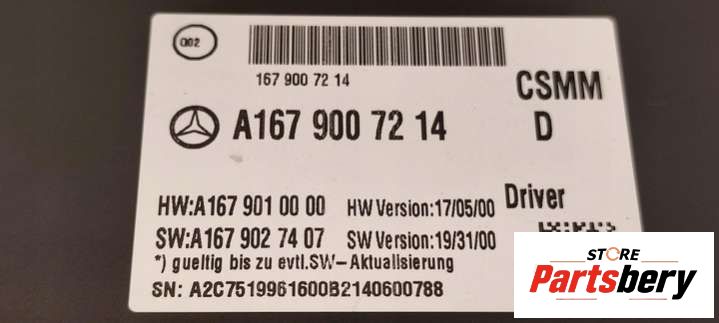 002
167 900 72 14
CSMM
A167 900 72 14
D
HW:A167 901 00 00 HW Version:17/05/00
Driver
SW:A167 902 74 07 SW Version:19/31/00
*) gueltig bis zu evtl.SW-Aktualisierung
SN: A2C7519961600B2140600788
STORE
Partsbery